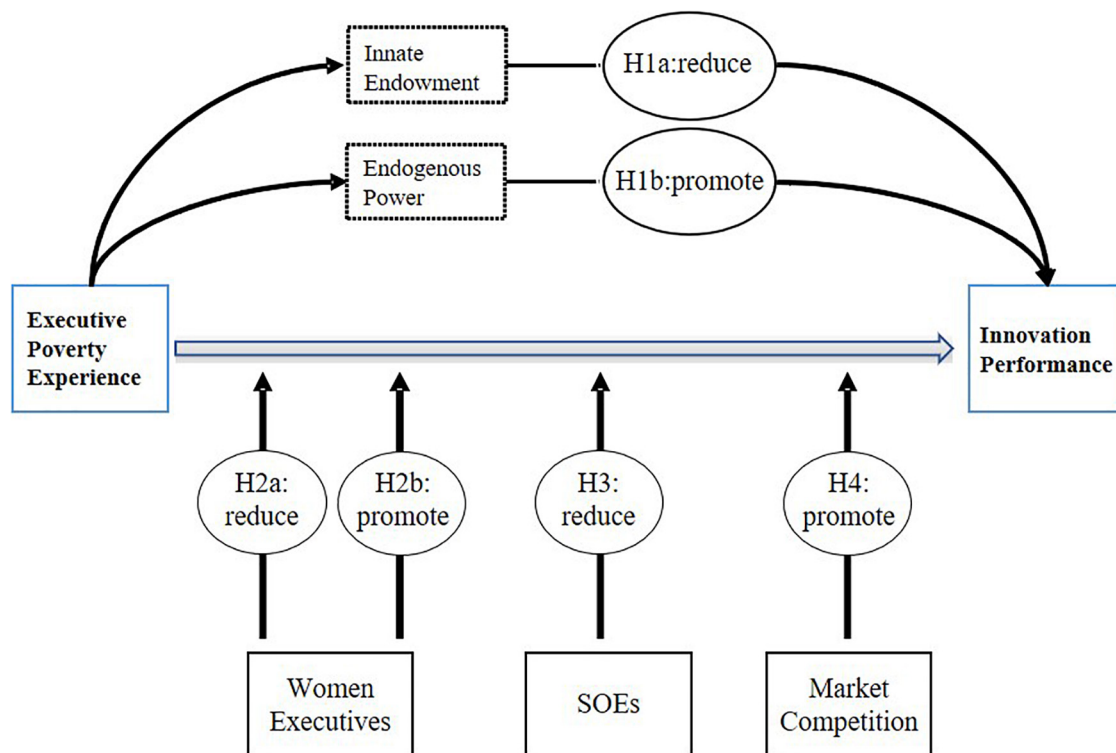 Innate
Endowment
H1a:reduce
Endogenous
Power
H1b:promote
Executive
Poverty
Experience
Innovation
Performance
H2a:
reduce
H2b:
promote
H3:
reduce
H4:
promote
Women
Executives
SOEs
Market
Competition